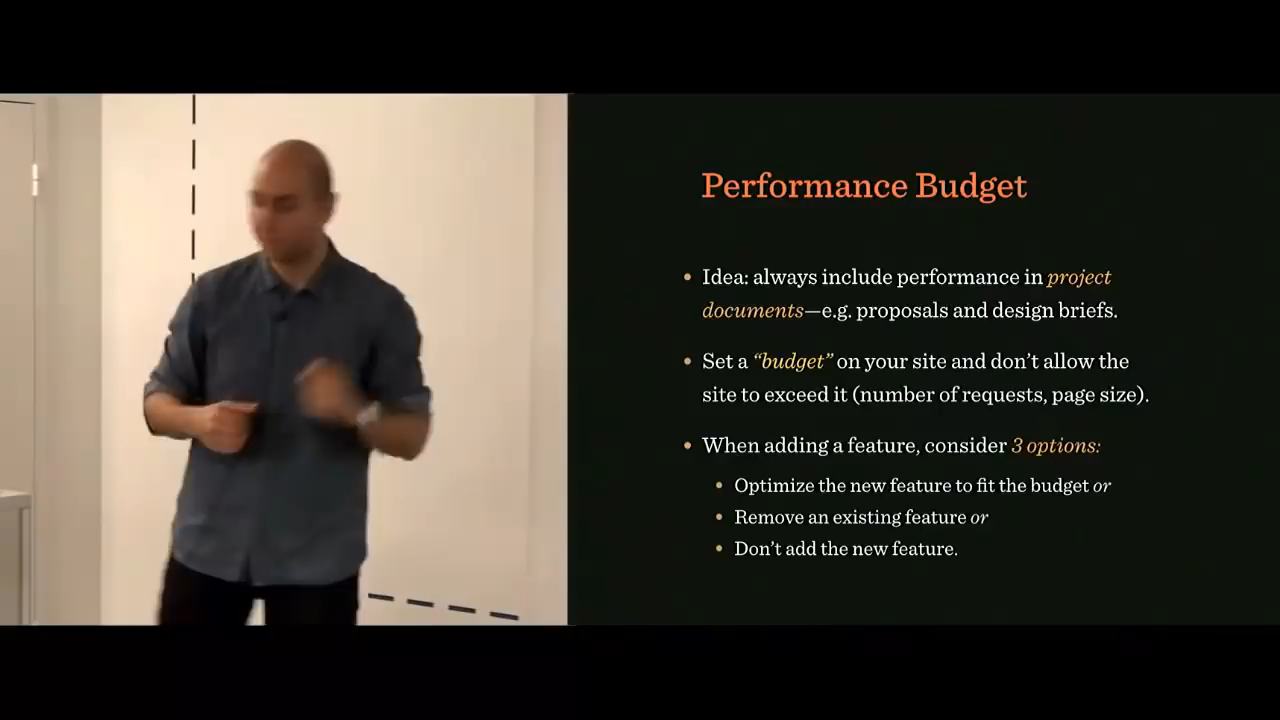 Performance Budget
• Idea: always include performance in project
documents—e.g. proposals and design briefs.
• Set a “budget” on your site and don’t allow the
site to exceed it (number of requests, page size).
• When adding a feature, consider 3 options:
• Optimize the new feature to fit the budget or
• Remove an existing feature or
• Don’t add the new feature.